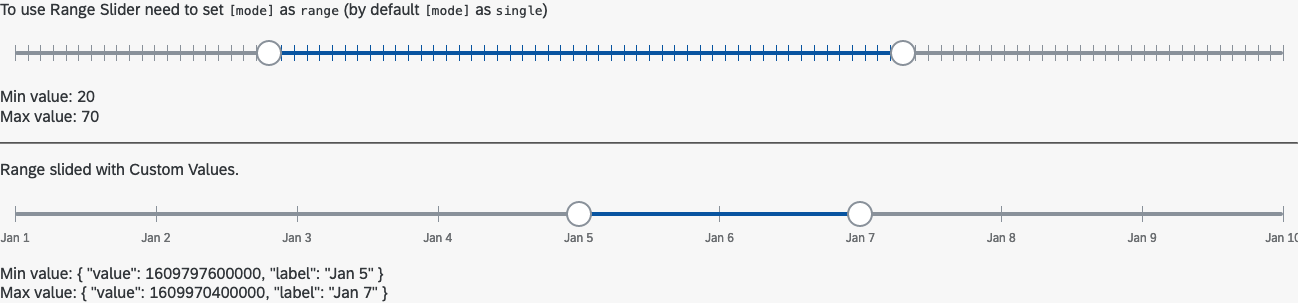 To use Range Slider need to set [mode] as range (by default [mode] as single)
Min value: 20
Max value: 70
Range slided with Custom Values.
Jan 1 Jan 2 Jan 3 Jan 4 Jan 5 Jan 6 Jan 7 Jan 8 Jan 9 Jan 10
Min value: { "value": 1609797600000, "label": "Jan 5" }
Max value: { "value": 1609970400000, "label": "Jan 7" }